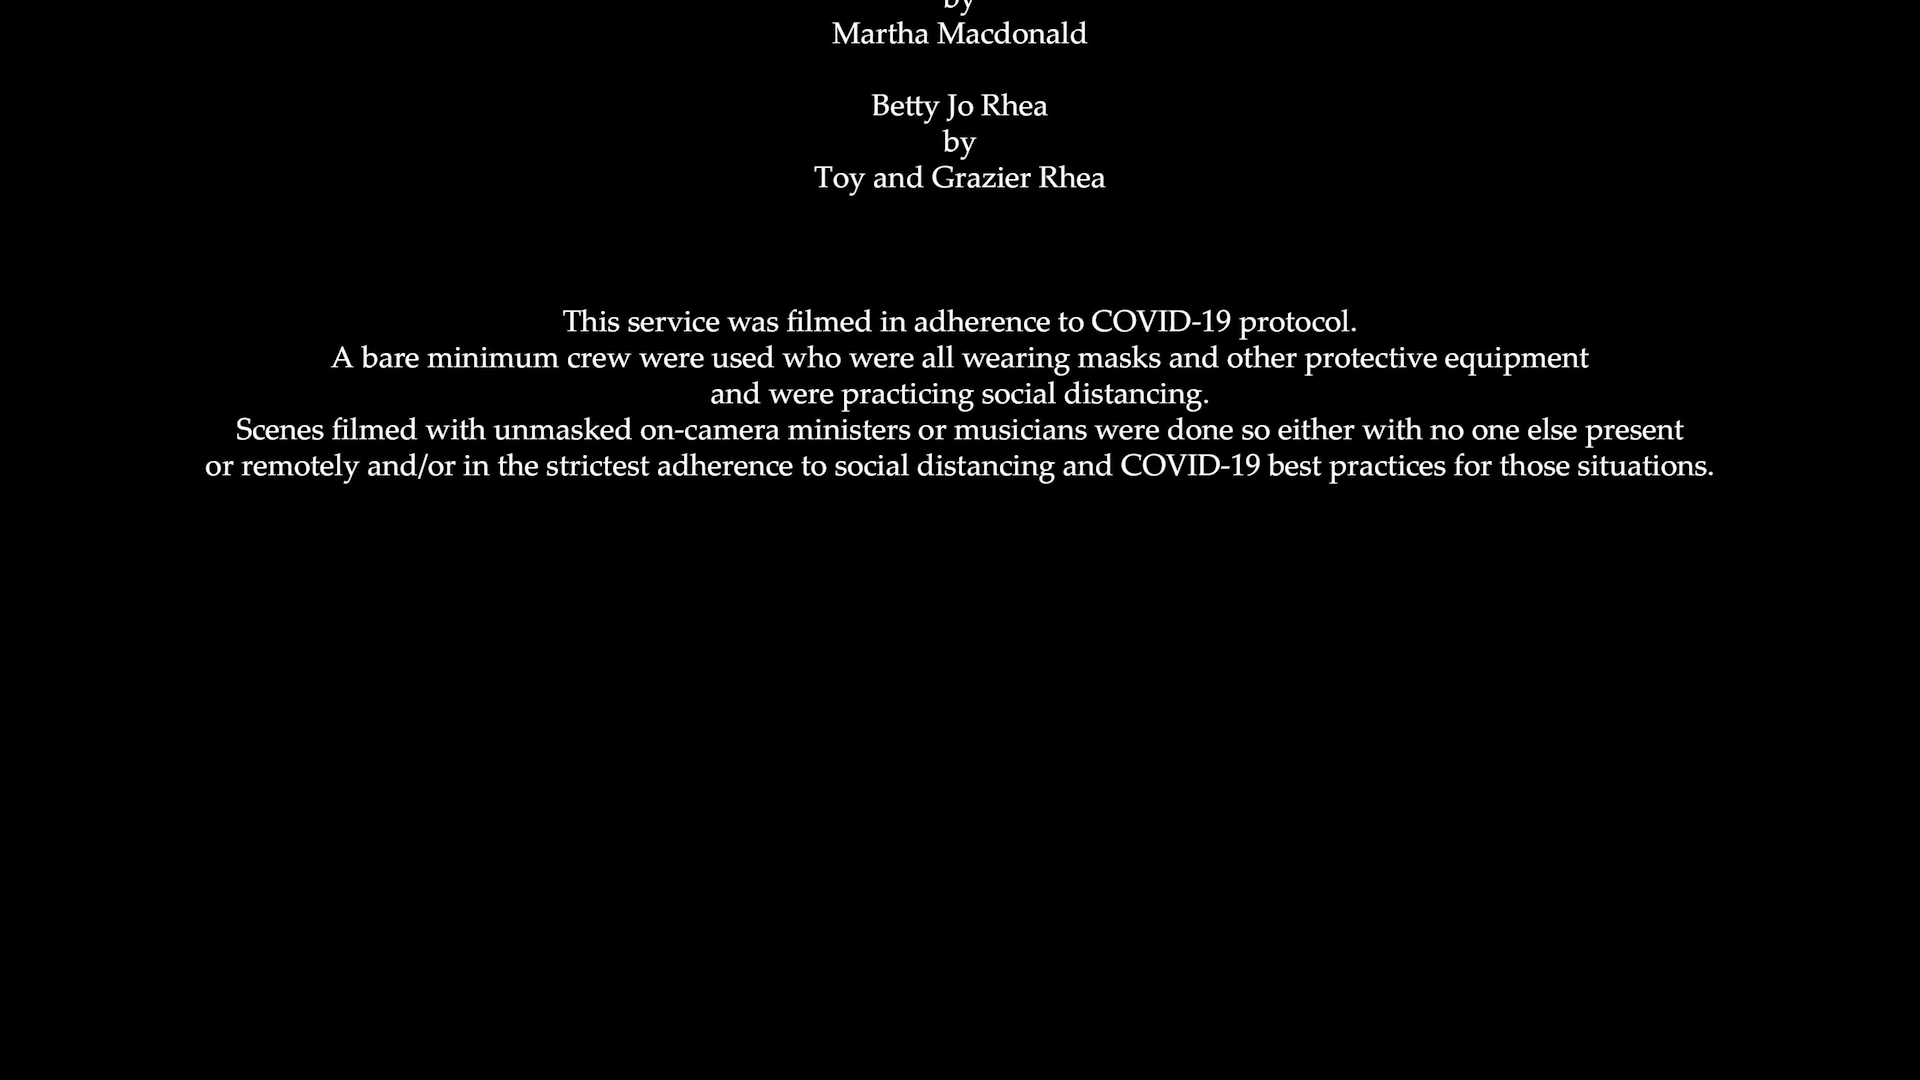 by
Martha Macdonald
Betty Jo Rhea
by
Toy and Grazier Rhea
This service was filmed in adherence to COVID-19 protocol.
A bare minimum crew were used who were all wearing masks and other protective equipment
and were practicing social distancing.
Scenes filmed with unmasked on-camera ministers or musicians were done so either with no one else present
or remotely and/or in the strictest adherence to social distancing and COVID-19 best practices for those situations.